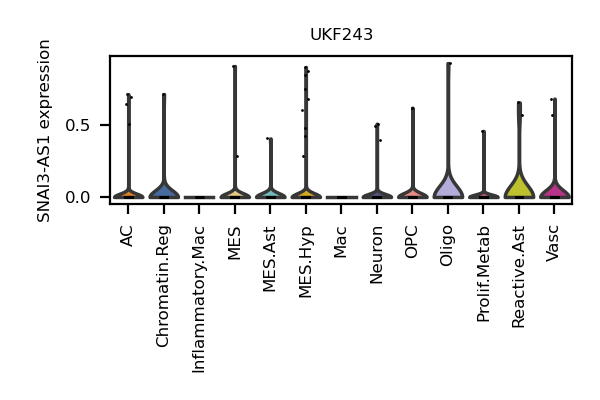 UKF243
SNAI3-AS1 expression
0.5
0.0
AC
Chromatin.Reg
Inflammatory.Mac
MES
MES.Ast
MES.Hyp
Mac
Neuron
OPC
Oligo
Prolif.Metab
Reactive.Ast
Vasc